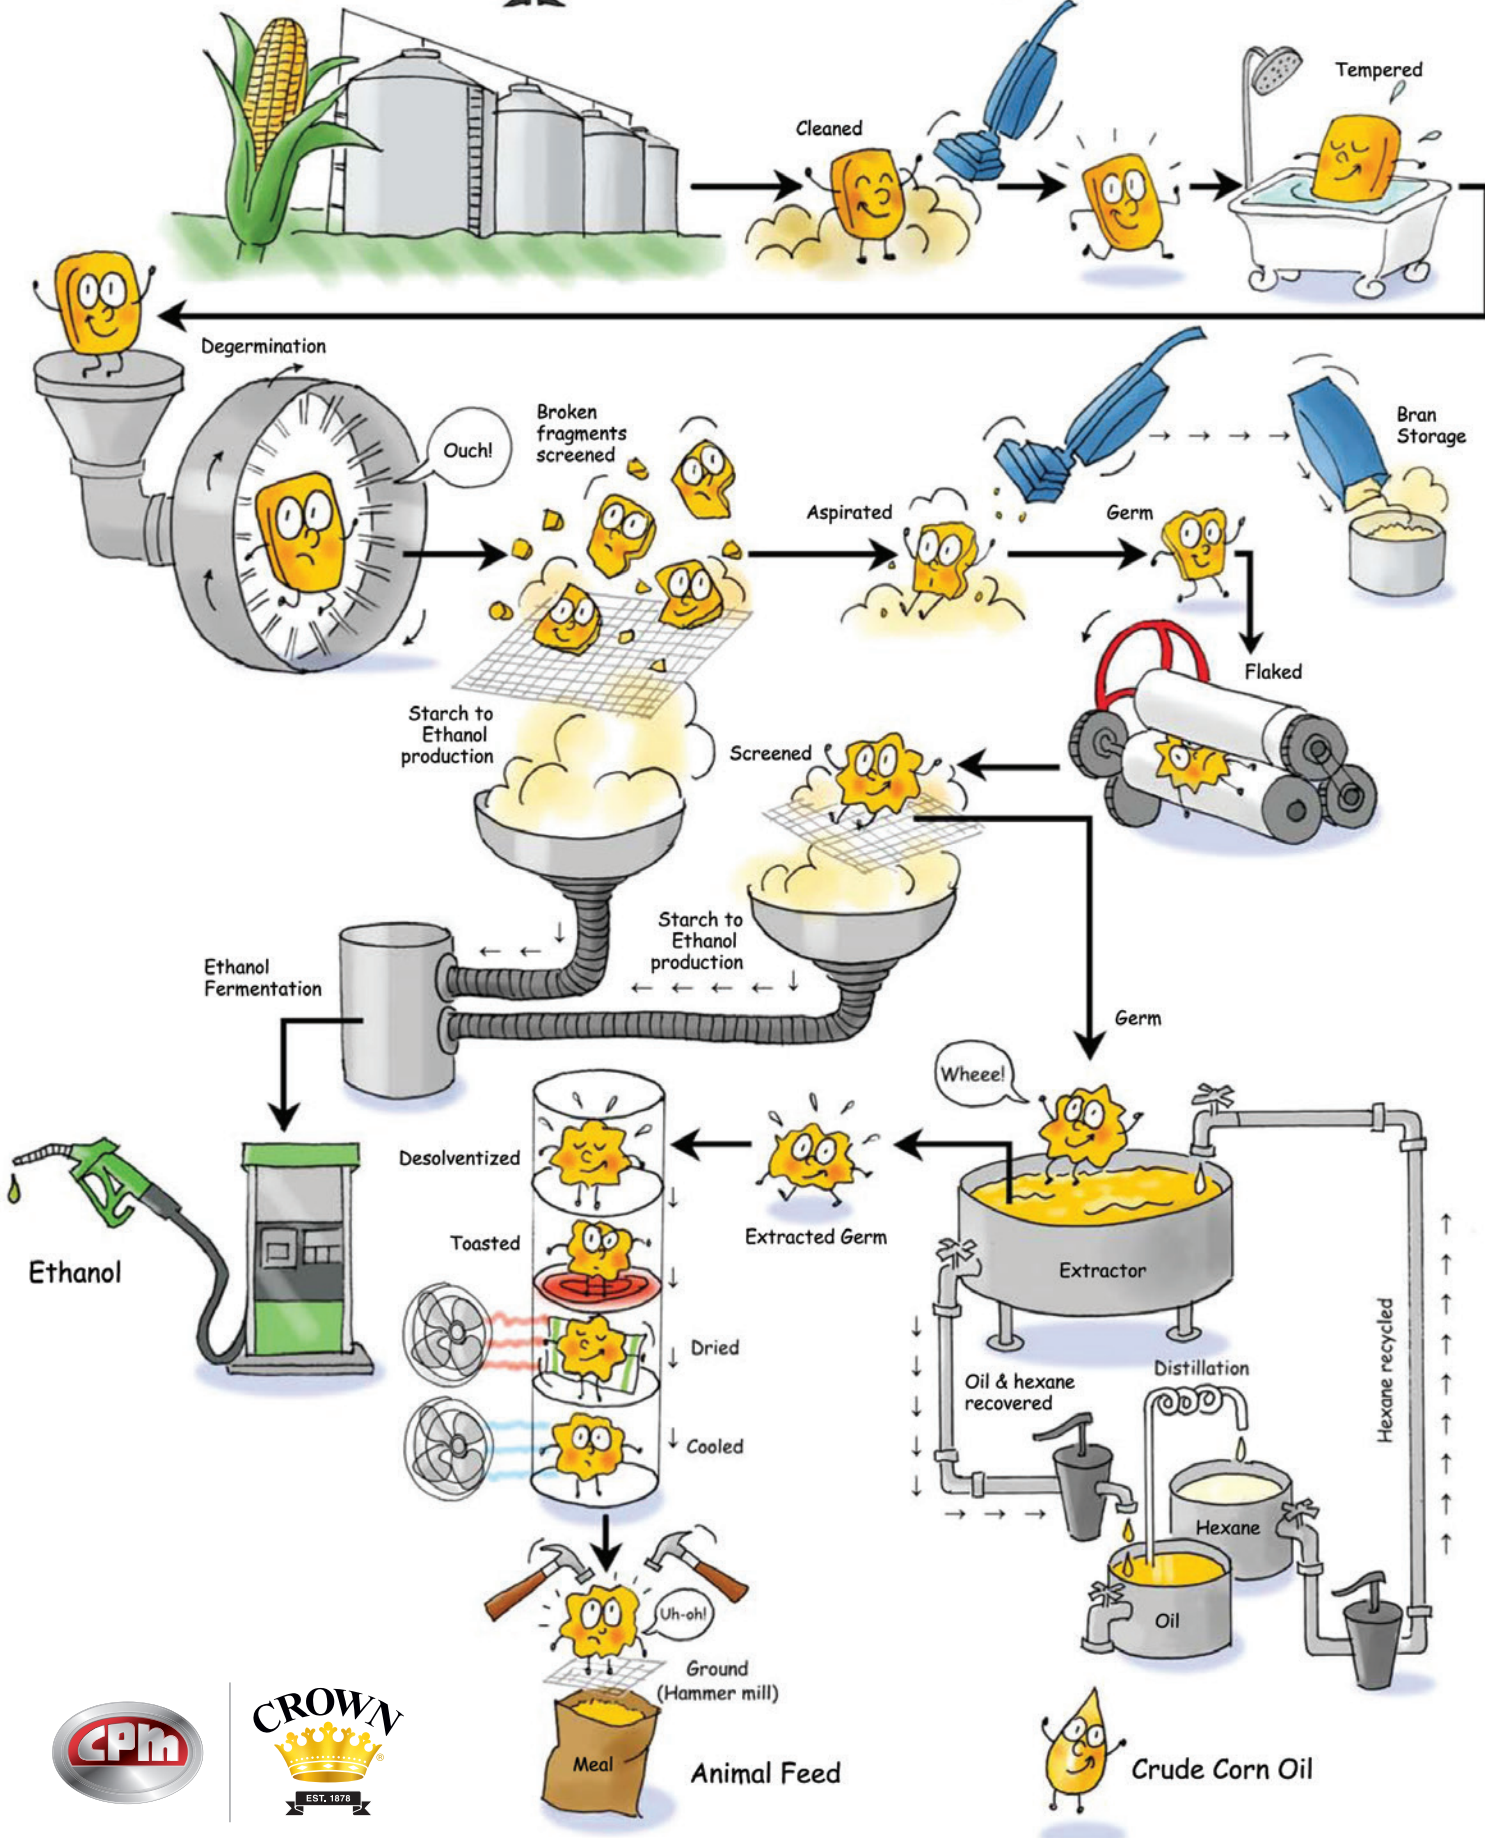 Cleaned
Tempered
Degermination
Ouch!
Broken
fragments
screened
Aspirated
Germ
Bran
Storage
Flaked
Starch to
Ethanol
production
Screened
Starch to
Ethanol
production
Ethanol
Fermentation
Germ
Wheee!
Desolventized
Extracted Germ
Toasted
Ethanol
Extractor
Hexane recycled
Dried
Oil & hexane
recovered
Distillation
Cooled
Hexane
Uh-oh!
Oil
Ground
(Hammer mill)
CPM
CROWN
®
EST. 1878
Meal
Animal Feed
Crude Corn Oil